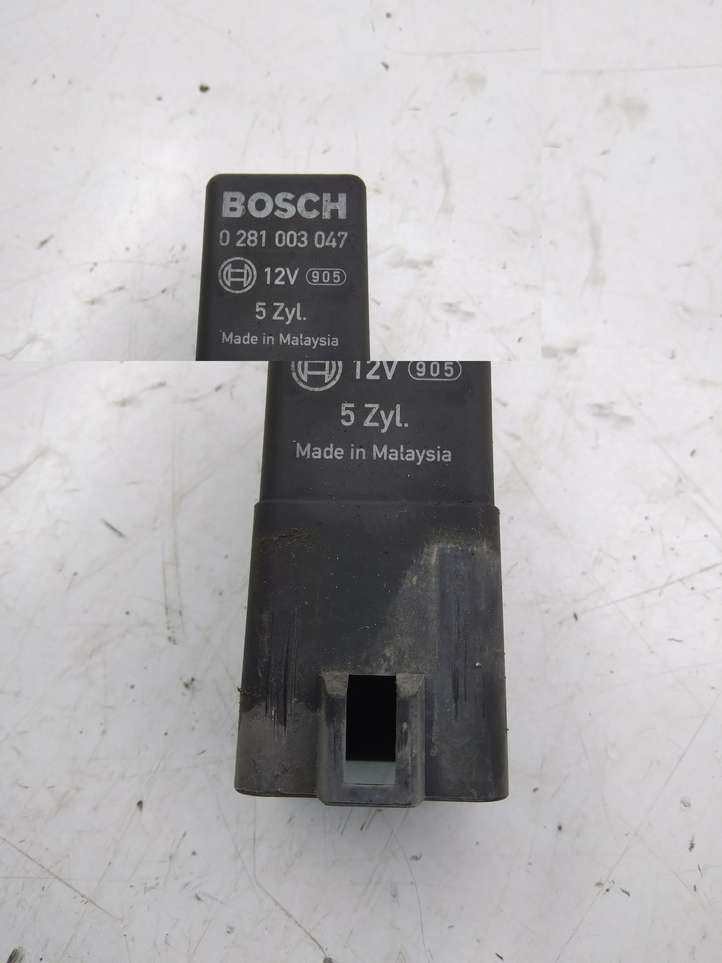 BOSCH
0 281 003 047
12V 905
5 Zyl.
Made in Malaysia
12V 905
5 Zyl.
Made in Malaysia